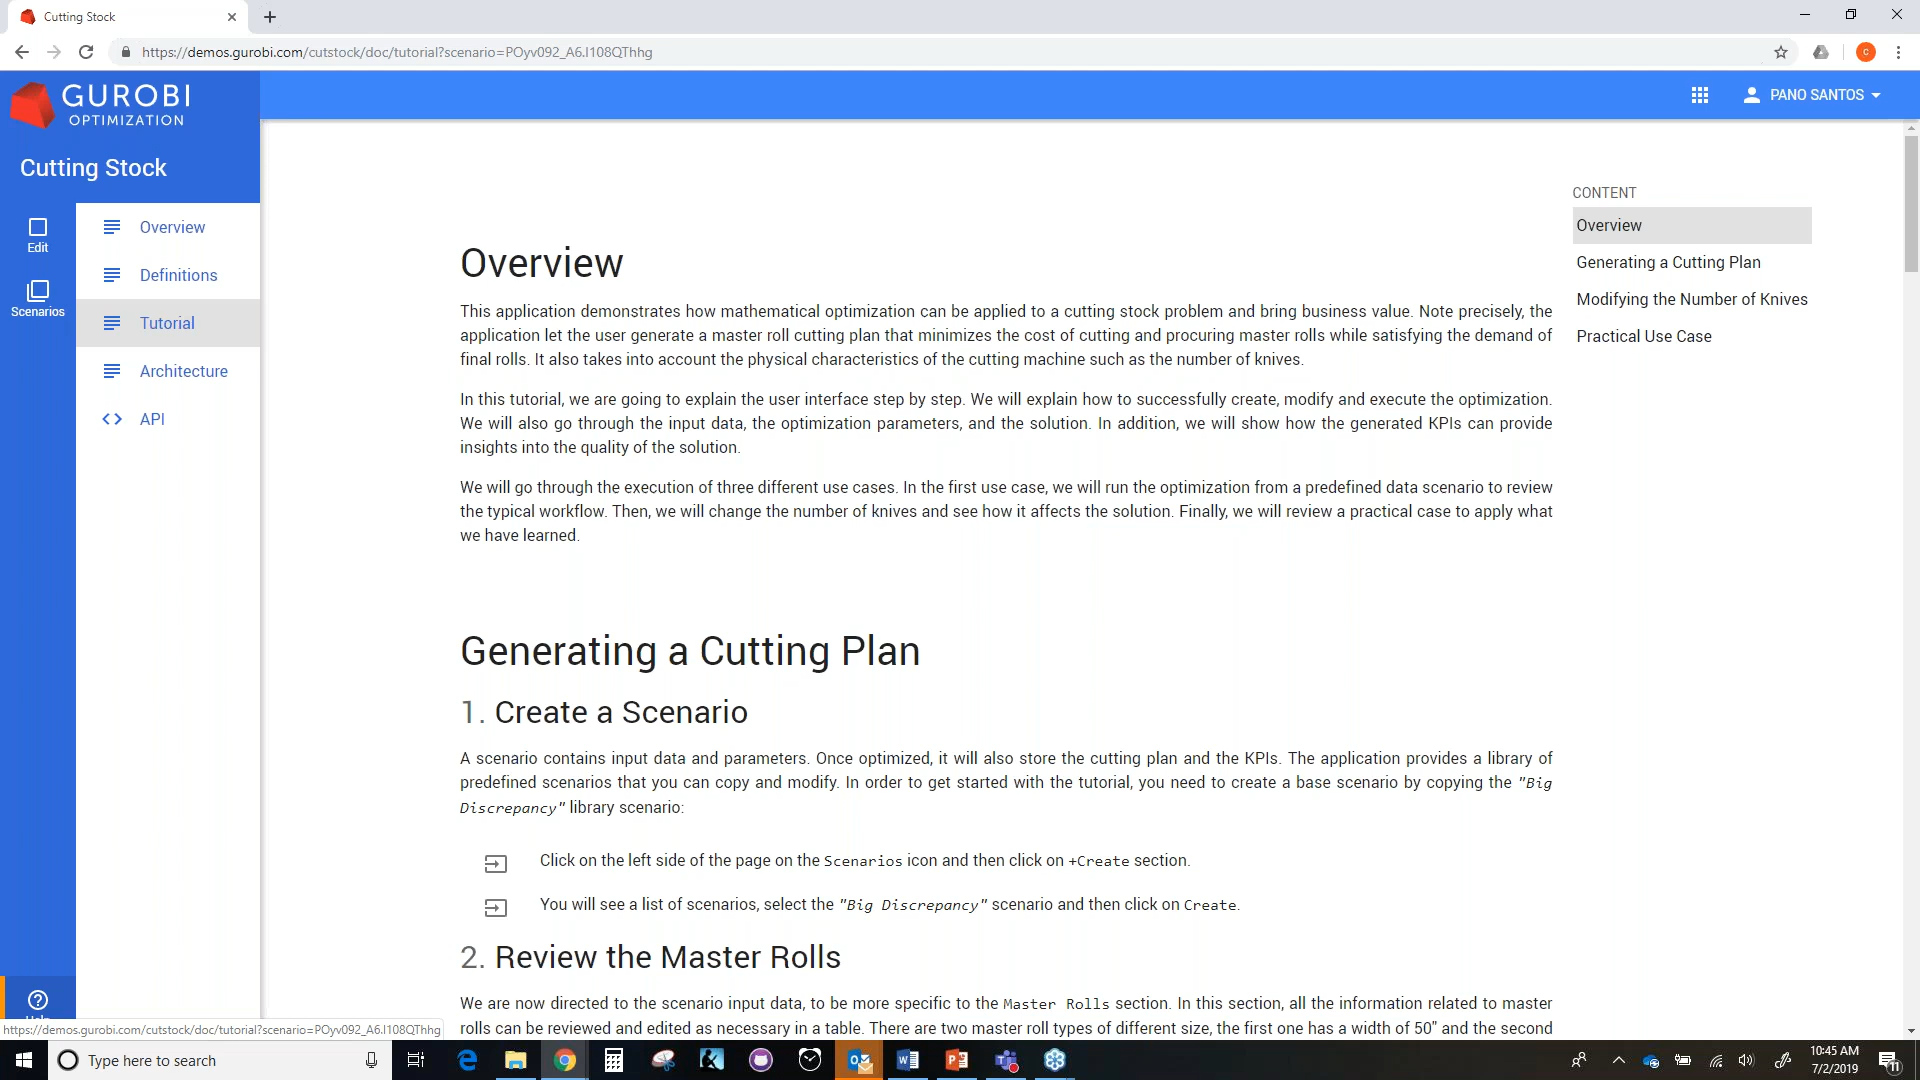 Cutting Stock
https://demos.gurobi.com/cutstock/doc/tutorial?scenario=POyv092_A6.I108QThhg
C
GUROBI
OPTIMIZATION
PANO SANTOS
Cutting Stock
Edit
Scenarios
Overview
Definitions
Tutorial
Architecture
API
CONTENT
Overview
Generating a Cutting Plan
Modifying the Number of Knives
Practical Use Case
Overview
This application demonstrates how mathematical optimization can be applied to a cutting stock problem and bring business value. Note precisely, the
application let the user generate a master roll cutting plan that minimizes the cost of cutting and procuring master rolls while satisfying the demand of
final rolls. It also takes into account the physical characteristics of the cutting machine such as the number of knives.
In this tutorial, we are going to explain the user interface step by step. We will explain how to successfully create, modify and execute the optimization.
We will also go through the input data, the optimization parameters, and the solution. In addition, we will show how the generated KPIs can provide
insights into the quality of the solution.
We will go through the execution of three different use cases. In the first use case, we will run the optimization from a predefined data scenario to review
the typical workflow. Then, we will change the number of knives and see how it affects the solution. Finally, we will review a practical case to apply what
we have learned.
Generating a Cutting Plan
1. Create a Scenario
A scenario contains input data and parameters. Once optimized, it will also store the cutting plan and the KPIs. The application provides a library of
predefined scenarios that you can copy and modify. In order to get started with the tutorial, you need to create a base scenario by copying the "Big
Discrepancy" library scenario:
Click on the left side of the page on the Scenarios icon and then click on +Create section.
You will see a list of scenarios, select the "Big Discrepancy" scenario and then click on Create.
2. Review the Master Rolls
We are now directed to the scenario input data, to be more specific to the Master Rolls section. In this section, all the information related to master
rolls can be reviewed and edited as necessary in a table. There are two master roll types of different size, the first one has a width of 50" and the second
https://demos.gurobi.com/cutstock/doc/tutorial?scenario=POyv092_A6.I108QThhg
Type here to search
10:45 AM
7/2/2019
11